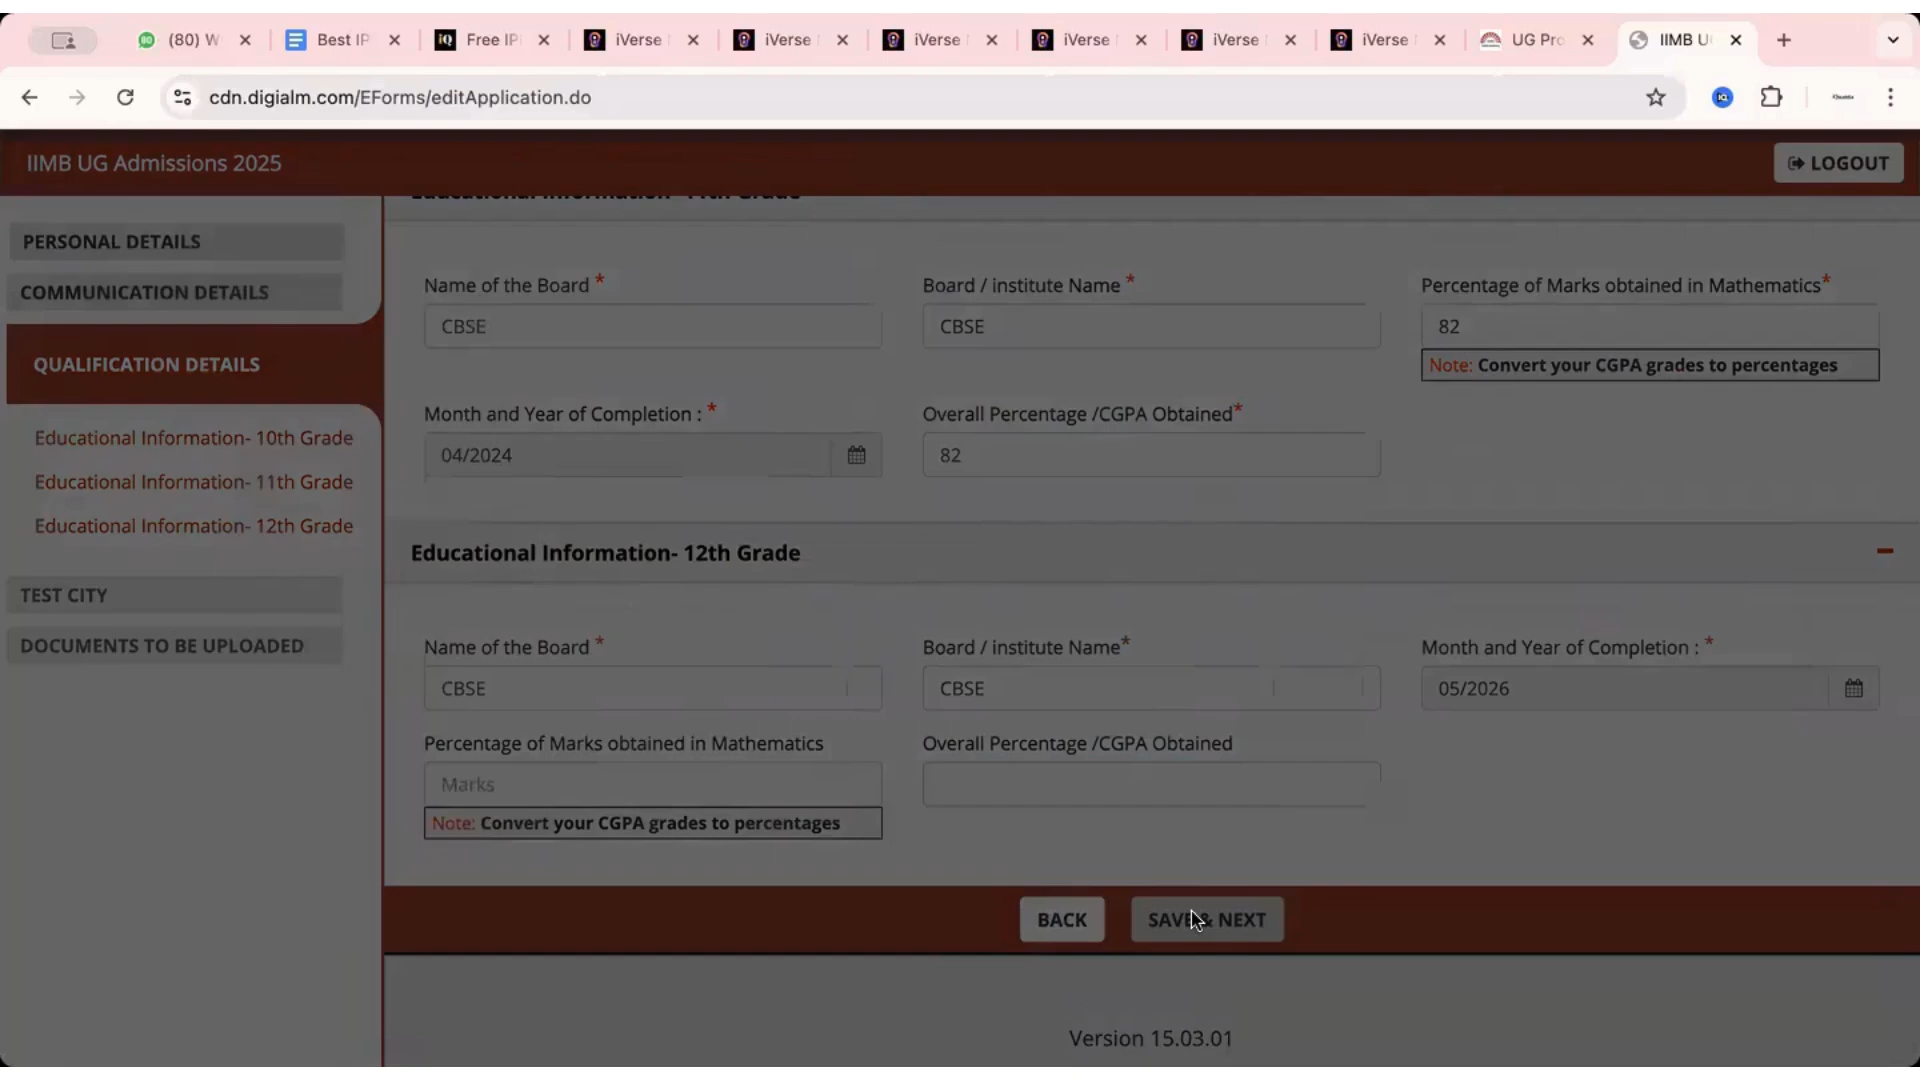 (80) W
Best IP
Free IP
iVerse
iVerse
iVerse
iVerse
iVerse
iVerse
UG Pro
IIMB U
cdn.digialm.com/EForms/editApplication.do
IIMB UG Admissions 2025
LOGOUT
PERSONAL DETAILS
COMMUNICATION DETAILS
QUALIFICATION DETAILS
Educational Information- 10th Grade
Educational Information- 11th Grade
Educational Information- 12th Grade
TEST CITY
DOCUMENTS TO BE UPLOADED
Educational Information- 11th Grade
Name of the Board *
CBSE
Board / institute Name *
CBSE
Percentage of Marks obtained in Mathematics*
82
Note: Convert your CGPA grades to percentages
Month and Year of Completion : *
04/2024
Overall Percentage /CGPA Obtained*
82
Educational Information- 12th Grade
Name of the Board *
CBSE
Board / institute Name*
CBSE
Month and Year of Completion : *
05/2026
Percentage of Marks obtained in Mathematics
Marks
Note: Convert your CGPA grades to percentages
Overall Percentage /CGPA Obtained
BACK
SAVE & NEXT
Version 15.03.01